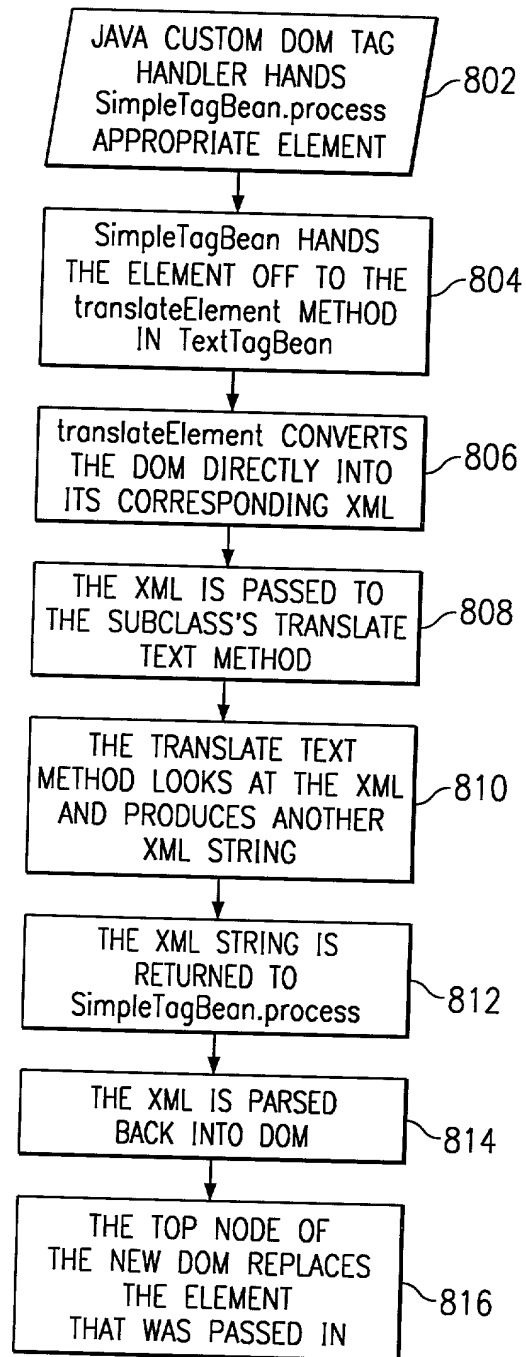 JAVA CUSTOM DOM TAG
HANDLER HANDS
SimpleTagBean.process
APPROPRIATE ELEMENT
802
SimpleTagBean HANDS
THE ELEMENT OFF TO THE
translateElement METHOD
IN TextTagBean
804
translateElement CONVERTS
THE DOM DIRECTLY INTO
ITS CORRESPONDING XML
806
THE XML IS PASSED TO
THE SUBCLASS'S TRANSLATE
TEXT METHOD
808
THE TRANSLATE TEXT
METHOD LOOKS AT THE XML
AND PRODUCES ANOTHER
XML STRING
810
THE XML STRING IS
RETURNED TO
SimpleTagBean.process
812
THE XML IS PARSED
BACK INTO DOM
814
THE TOP NODE OF
THE NEW DOM REPLACES
THE ELEMENT
THAT WAS PASSED IN
816